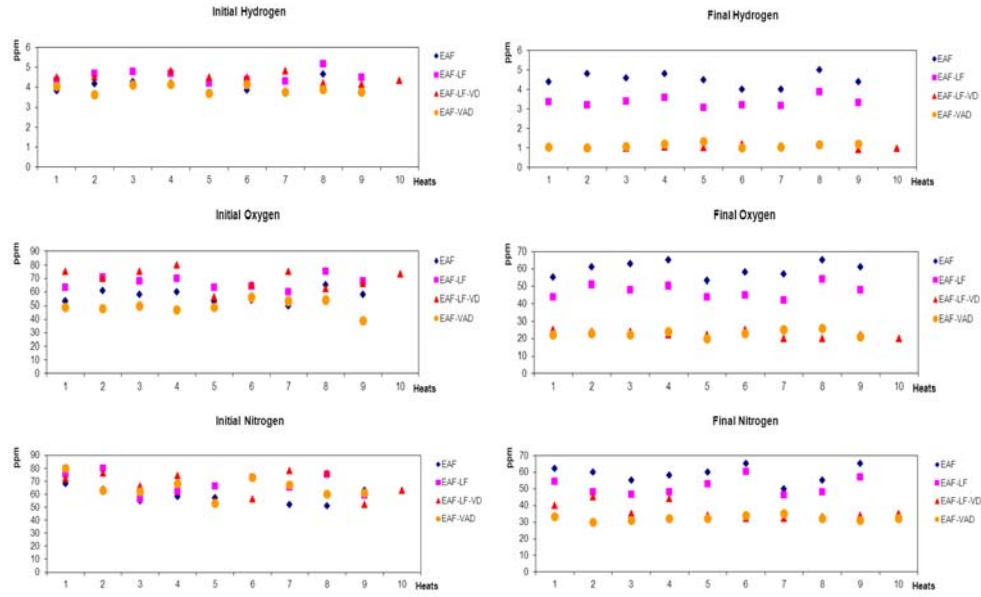 Initial Hydrogen
ppm
6
5
4
3
2
1
0
1 2 3 4 5 6 7 8 9 10 Heats
EAF
EAF-LF
EAF-LF-VD
EAF-VAD
Final Hydrogen
ppm
6
5
4
3
2
1
0
1 2 3 4 5 6 7 8 9 10 Heats
EAF
EAF-LF
EAF-LF-VD
EAF-VAD
Initial Oxygen
ppm
90
80
70
60
50
40
30
20
10
0
1 2 3 4 5 6 7 8 9 10 Heats
EAF
EAF-LF
EAF-LF-VD
EAF-VAD
Final Oxygen
ppm
70
60
50
40
30
20
10
0
1 2 3 4 5 6 7 8 9 10 Heats
EAF
EAF-LF
EAF-LF-VD
EAF-VAD
Initial Nitrogen
ppm
90
80
70
60
50
40
30
20
10
0
1 2 3 4 5 6 7 8 9 10 Heats
EAF
EAF-LF
EAF-LF-VD
EAF-VAD
Final Nitrogen
ppm
70
60
50
40
30
20
10
0
1 2 3 4 5 6 7 8 9 10 Heats
EAF
EAF-LF
EAF-LF-VD
EAF-VAD